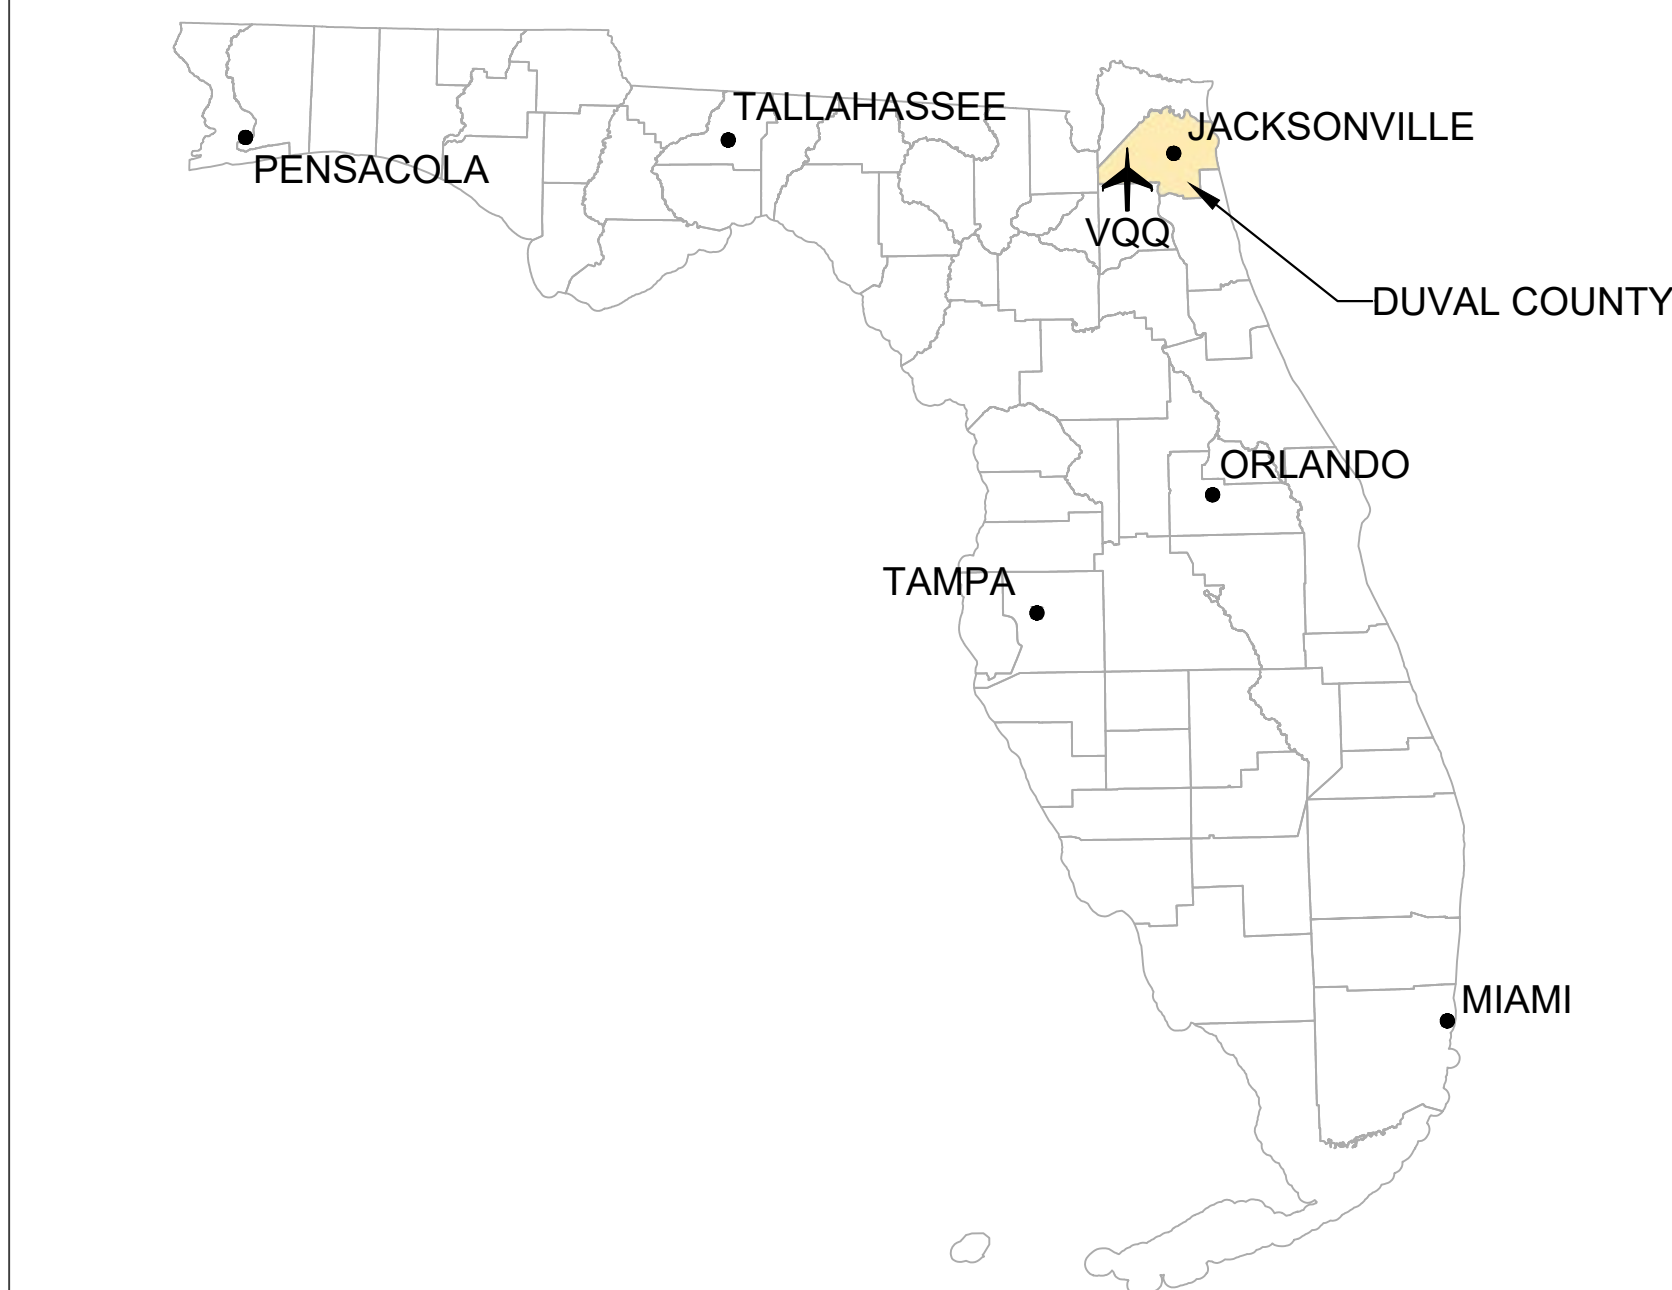 TALLAHASSEE
JACKSONVILLE
PENSACOLA
VQQ
DUVAL COUNTY
ORLANDO
TAMPA
MIAMI